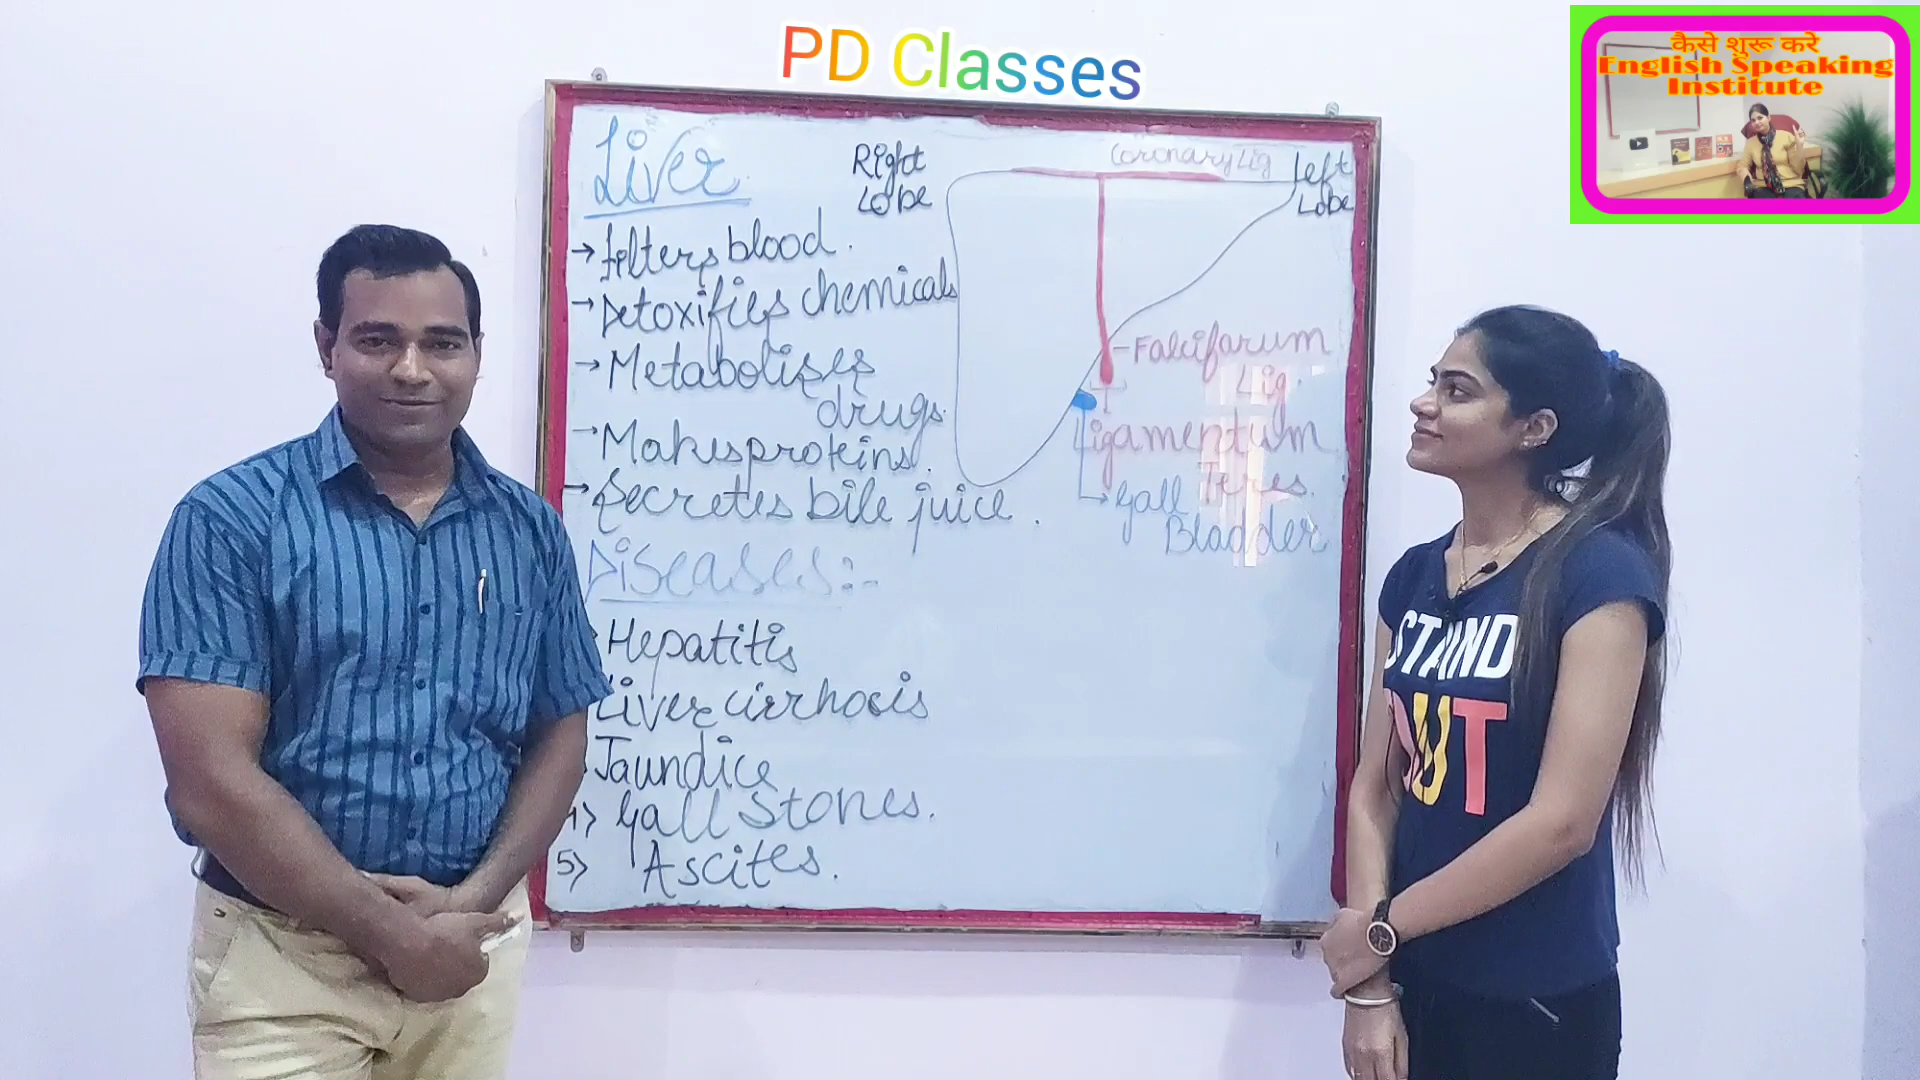 PD Classes
कैसे शुरू करे
English Speaking
Institute
Liver
→ filters blood.
→ Detoxifies chemicals
→ Metabolises
drugs.
→ Makes proteins.
→ Secretes bile juice.
Diseases:-
Hepatitis
Liver cirrhosis
Jaundice
4) Gall Stones.
5) Ascites.
Right
Lobe
Coronary Lig
Left
Lobe
Falcifarum
Lig.
Ligamentum
Teres.
Gall
Bladder
STAND
OUT